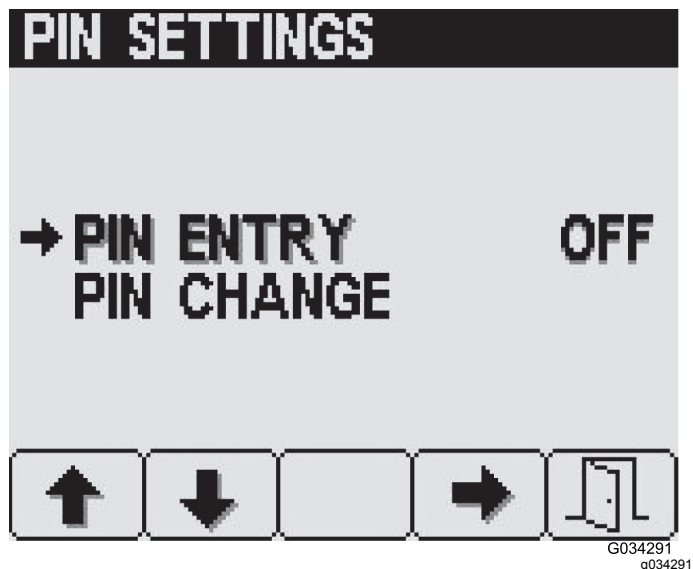 PIN SETTINGS
PIN ENTRY OFF
PIN CHANGE
G034291
g034291